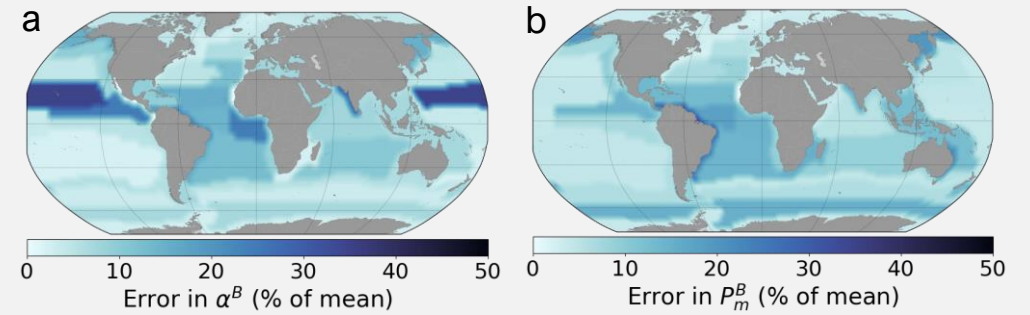 a
b
0 10 20 30 40 50
Error in α^B (% of mean)
0 10 20 30 40 50
Error in P_m^B (% of mean)